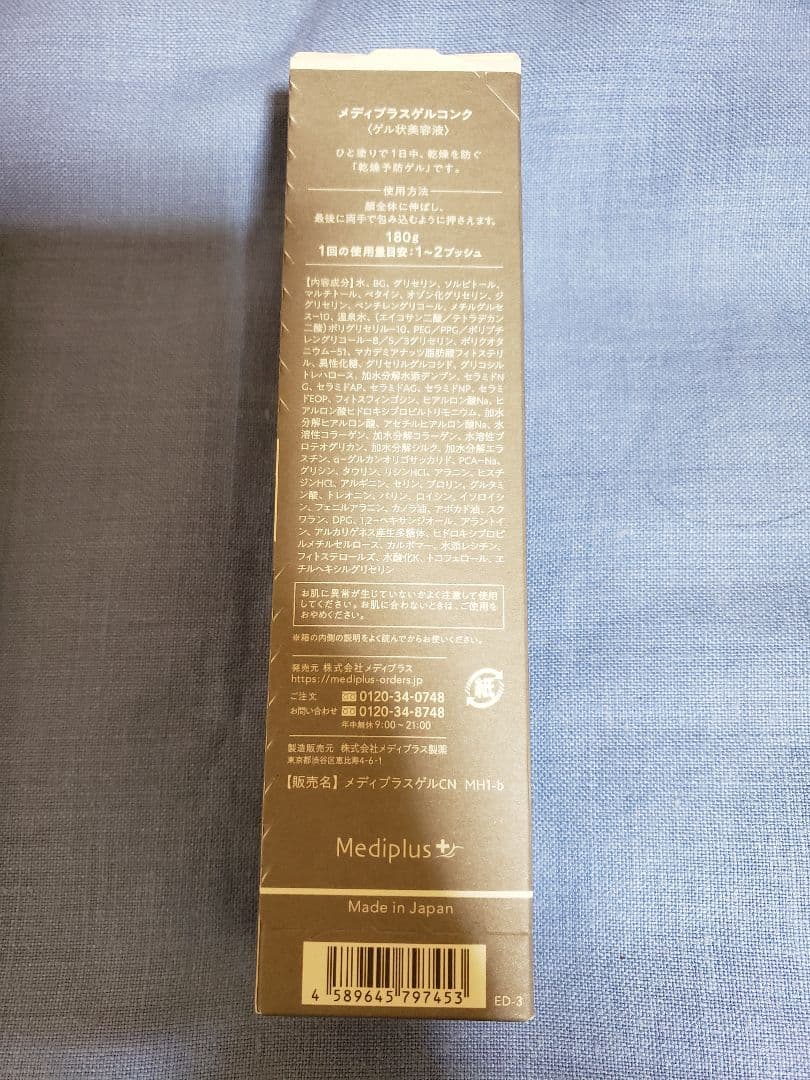 メディプラスゲルコンク
〈ゲル状美容液〉
ひと塗りで1日中、乾燥を防ぐ
「乾燥予防ゲル」です。
使用方法
顔全体に伸ばし、
最後に両手で包み込むように押さえます。
180g
1回の使用量目安:1~2プッシュ
【内容成分】水、BG、グリセリン、ソルビトール、
マルチトール、ベタイン、オゾン化グリセリン、ジ
グリセリン、ペンチレングリコール、メチルグルセ
ス-10、温泉水、(エイコサン二酸/テトラデカン
二酸)ポリグリセリル-10、PEG/PPG/ポリブチ
レングリコール-8/5/3グリセリン、ポリクオタ
ニウム-51、マカデミアナッツ脂肪酸フィトステリ
ル、異性化糖、グリセリルグルコシド、グリコシル
トレハロース、加水分解水添デンプン、セラミドN
G、セラミドAP、セラミドAG、セラミドNP、セラミ
ドEOP、フィトスフィンゴシン、ヒアルロン酸Na、ヒ
アルロン酸ヒドロキシプロピルトリモニウム、加水
分解ヒアルロン酸、アセチルヒアルロン酸Na、水
溶性コラーゲン、加水分解コラーゲン、水溶性プ
ロテオグリカン、加水分解シルク、加水分解エラ
スチン、α-グルカンオリゴサッカリド、PCA-Na、
グリシン、タウリン、リシンHCl、アラニン、ヒスチ
ジンHCl、アルギニン、セリン、プロリン、グルタミ
ン酸、トレオニン、バリン、ロイシン、イソロイシ
ン、フェニルアラニン、カノラ油、アボカド油、スク
ワラン、DPG、1,2-ヘキサンジオール、アラントイ
ン、アルカリゲネス産生多糖体、ヒドロキシプロピ
ルメチルセルロース、カルボマー、水添レシチン、
フィトステロールズ、水酸化K、トコフェロール、エ
チルヘキシルグリセリン
お肌に異常が生じていないかよく注意して使用
してください。お肌に合わないときは、ご使用を
おやめください。
※箱の内側の説明をよく読んでからお使いください。
発売元 株式会社メディプラス
https://mediplus-orders.jp
ご注文 0120-34-0748
お問い合わせ 0120-34-8748
年中無休9:00~21:00
紙
製造販売元 株式会社メディプラス製薬
東京都渋谷区恵比寿4-6-1
【販売名】メディプラスゲルCN MH1-b
Mediplus
Made in Japan
4 589645 797453
ED-3